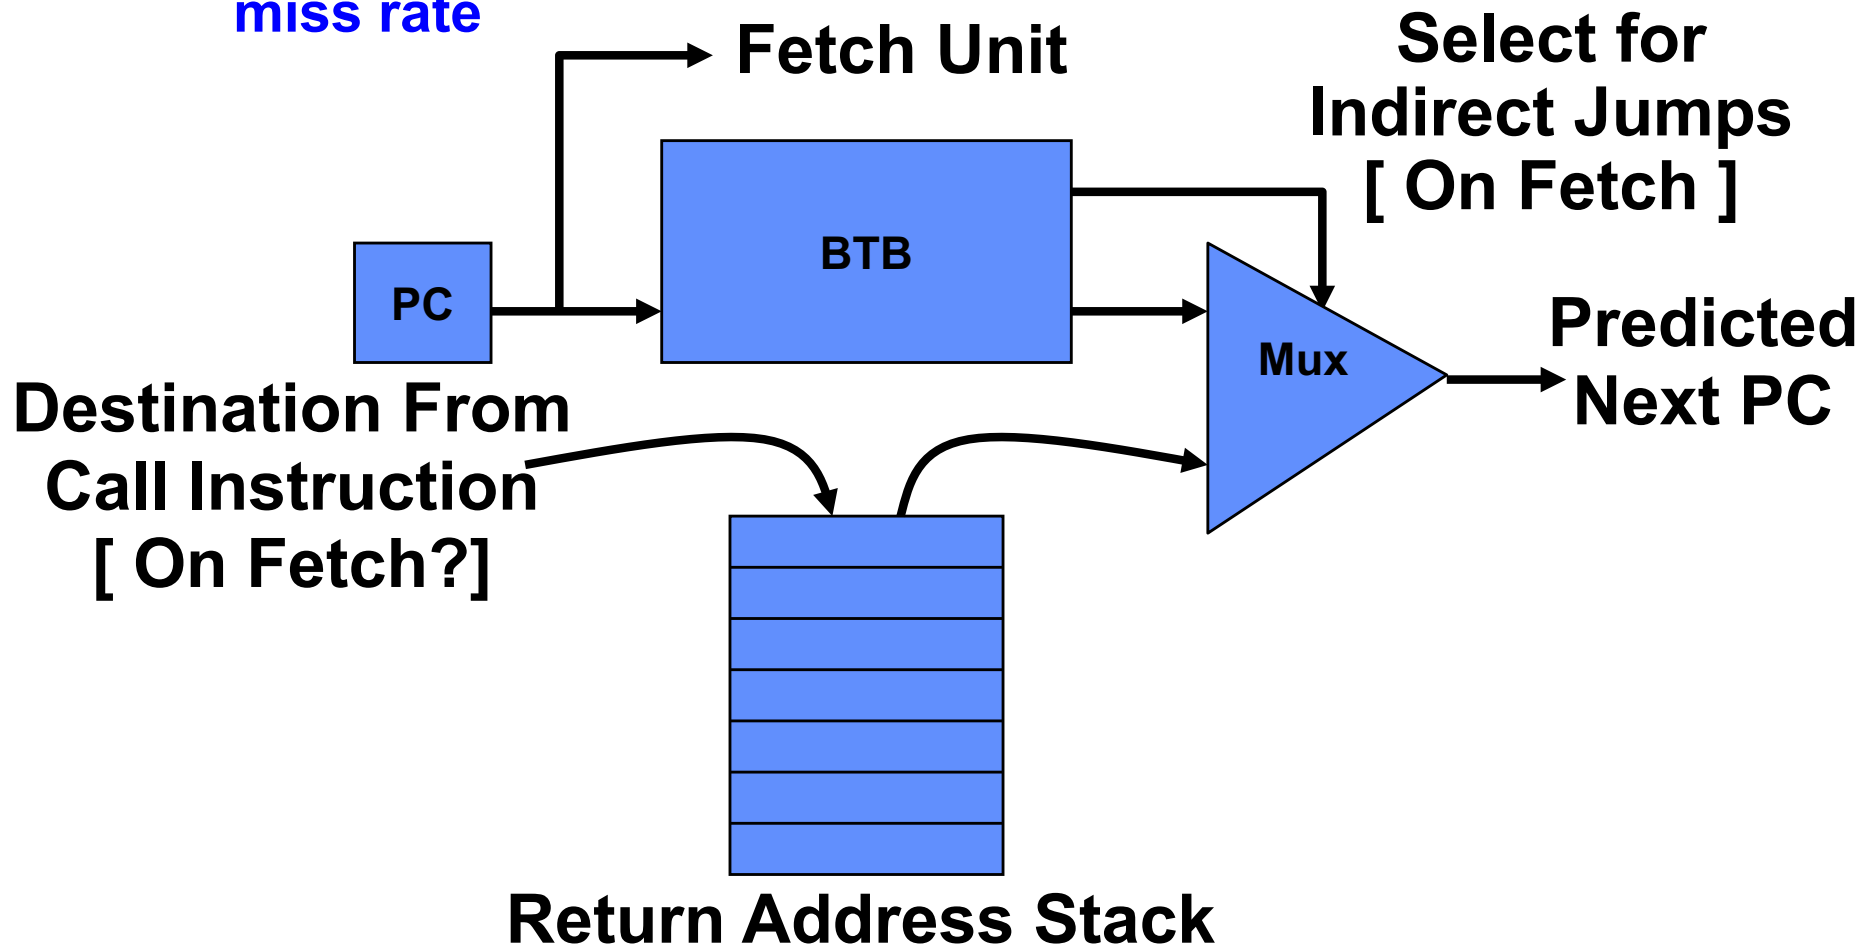 miss rate
Fetch Unit
Select for
Indirect Jumps
[ On Fetch ]
BTB
PC
Mux
Predicted
Next PC
Destination From
Call Instruction
[ On Fetch?]
Return Address Stack